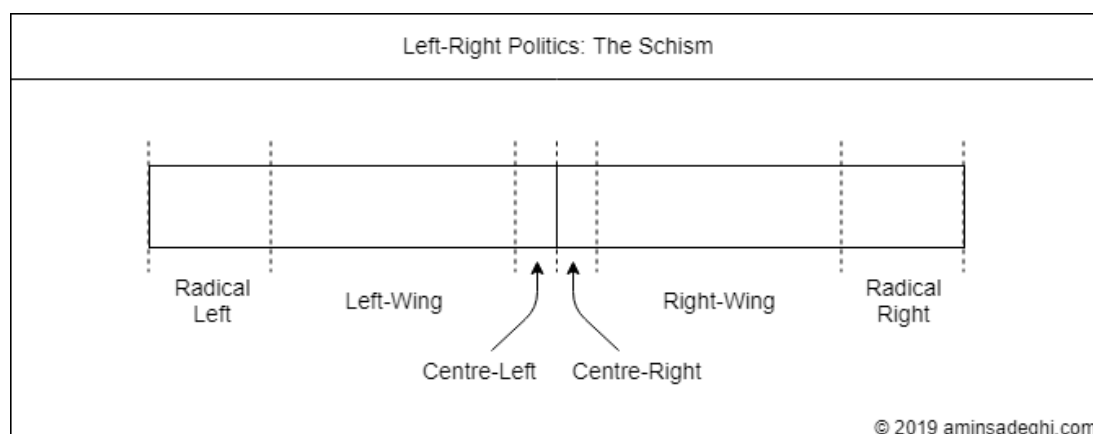 Left-Right Politics: The Schism
Radical
Left
Left-Wing
Right-Wing
Radical
Right
Centre-Left
Centre-Right
© 2019 aminsadeghi.com